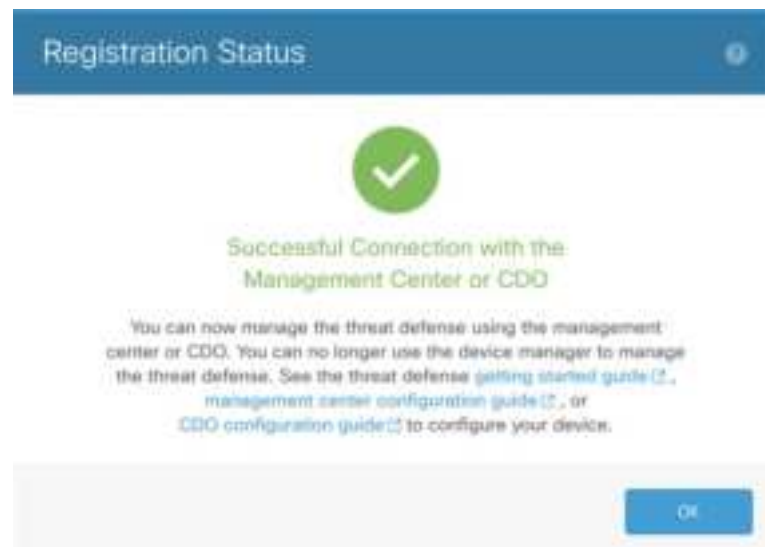 Registration Status
Successful Connection with the
Management Center or CDO
You can now manage the threat defense using the management
center or CDO. You can no longer use the device manager to manage
the threat defense. See the threat defense getting started guide,
management center configuration guide, or
CDO configuration guide to configure your device.
OK